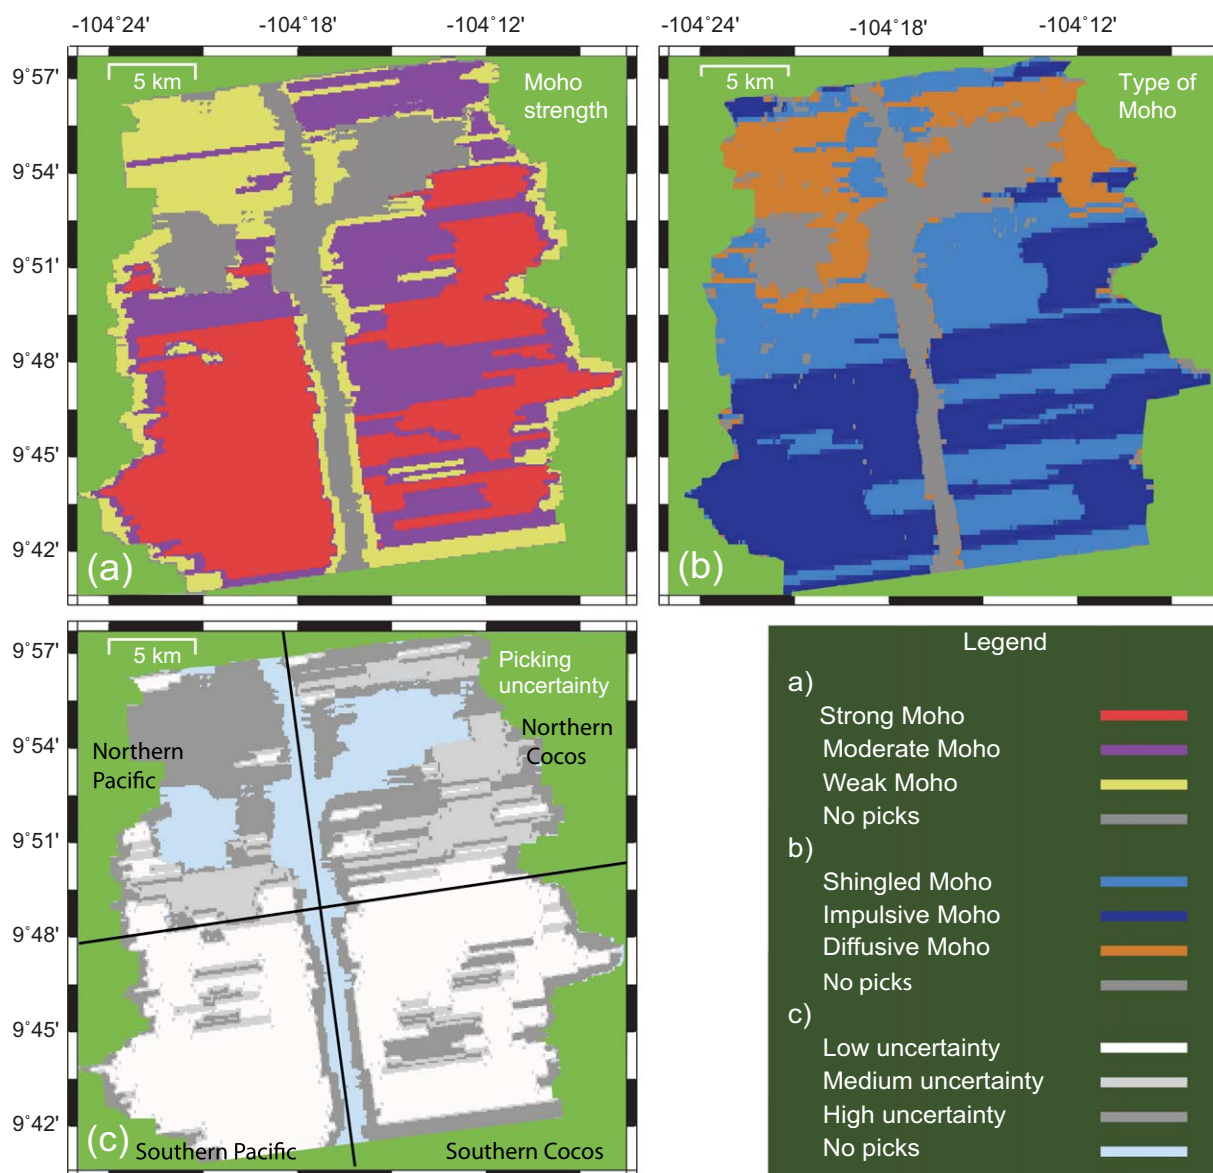 -104°24' -104°18' -104°12'
-104°24' -104°18' -104°12'
9°57'
9°54'
9°51'
9°48'
9°45'
9°42'
5 km
Moho
strength
(a)
5 km
Type of
Moho
(b)
9°57'
9°54'
9°51'
9°48'
9°45'
9°42'
5 km
Picking
uncertainty
Northern
Pacific
Northern
Cocos
(c)
Southern Pacific
Southern Cocos
Legend
a)
Strong Moho
Moderate Moho
Weak Moho
No picks
b)
Shingled Moho
Impulsive Moho
Diffusive Moho
No picks
c)
Low uncertainty
Medium uncertainty
High uncertainty
No picks